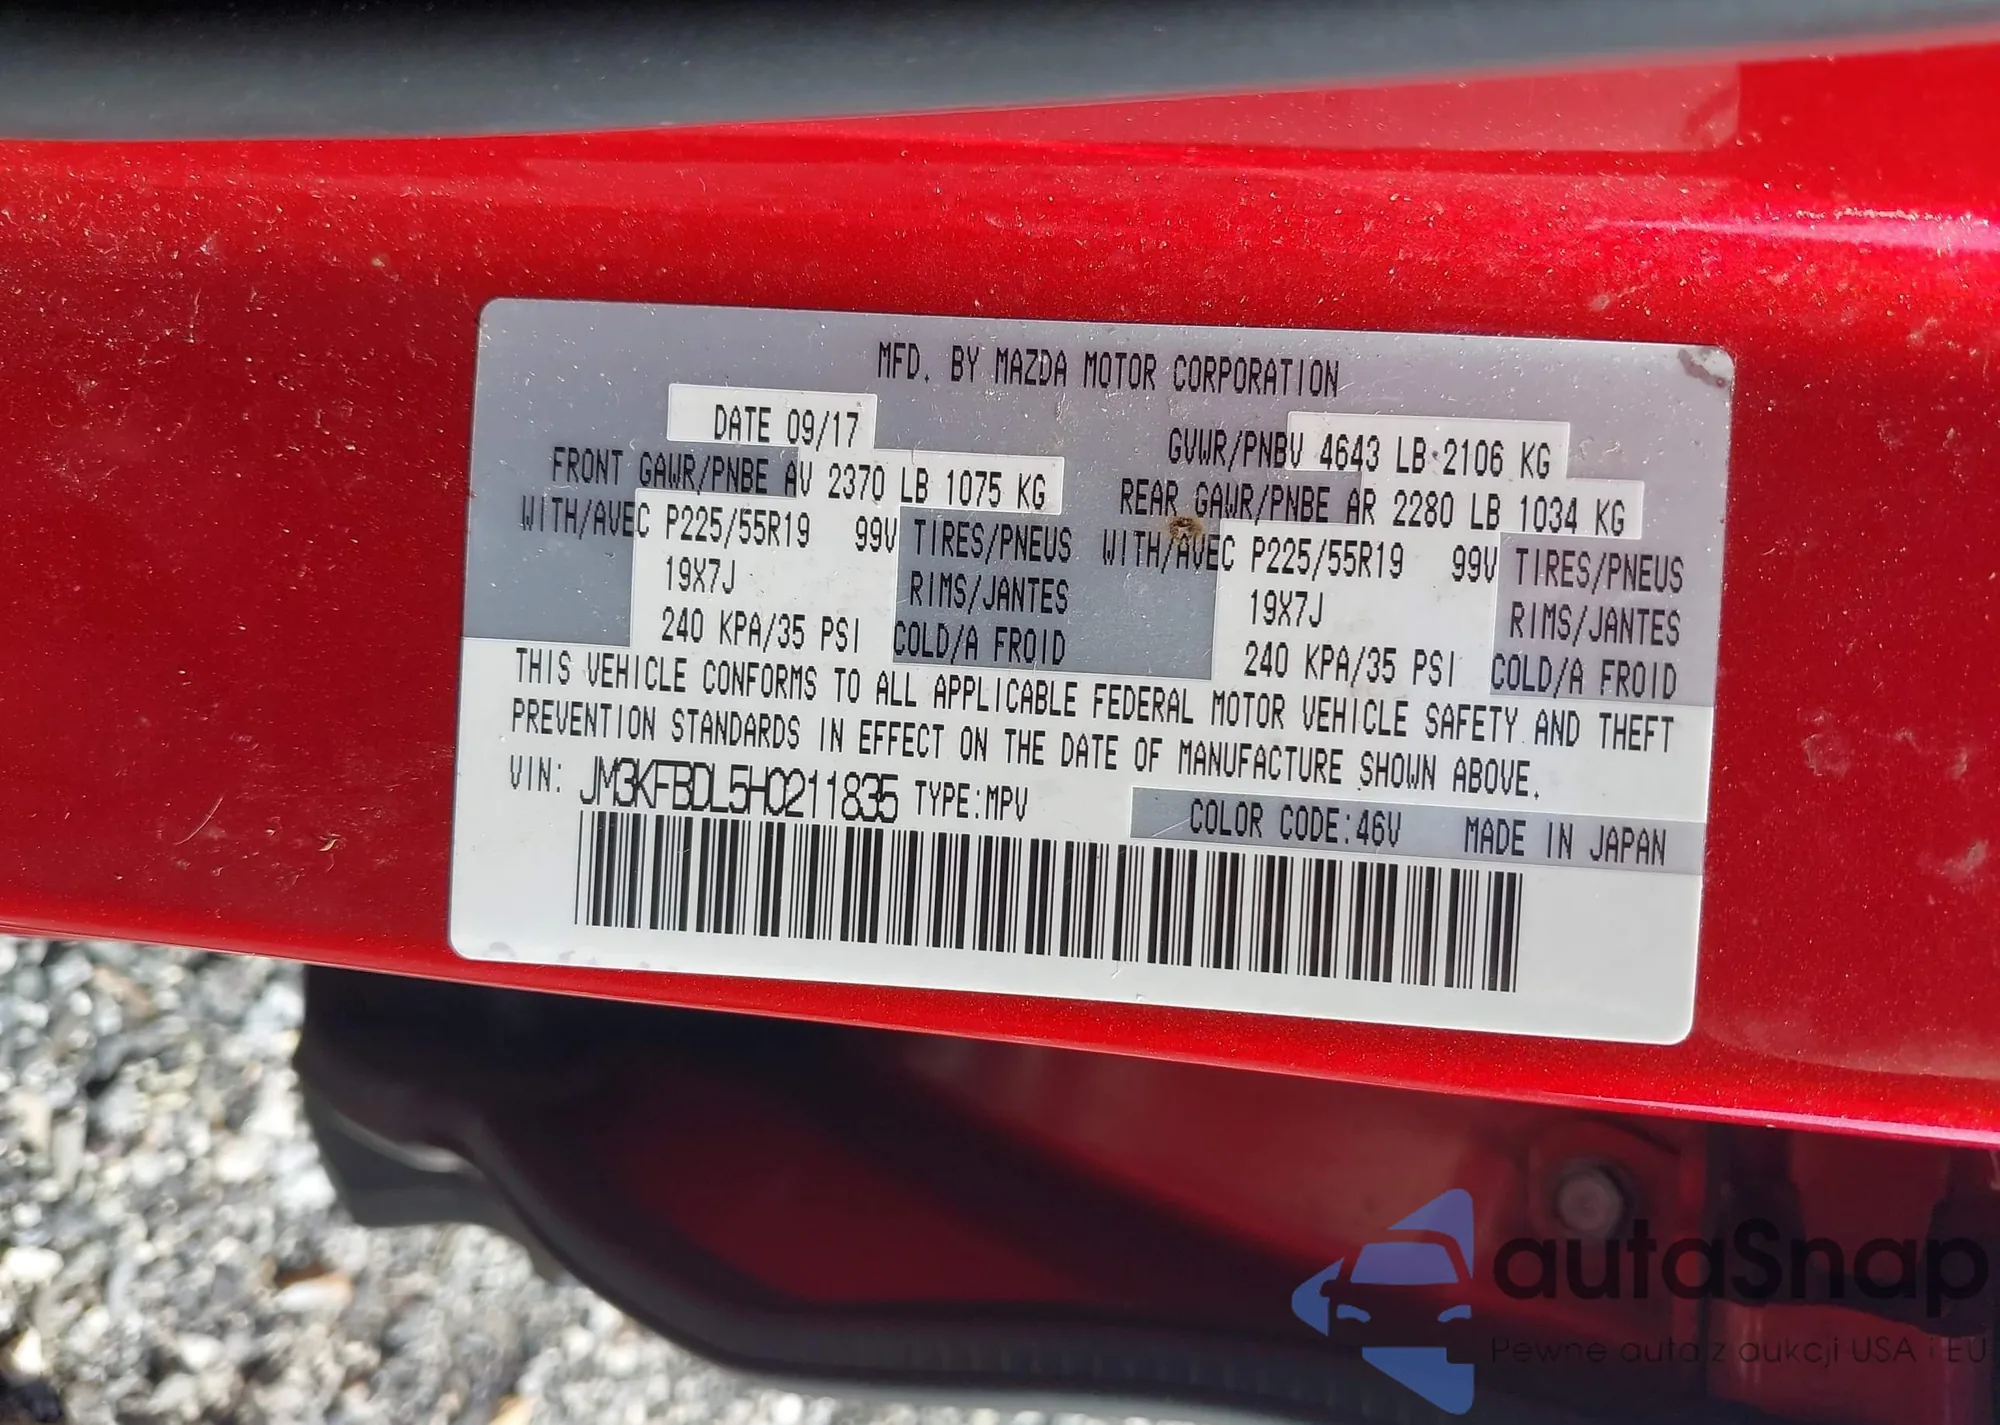 MFD. BY MAZDA MOTOR CORPORATION
DATE 09/17
GVWR/PNBV 4643 LB 2106 KG
FRONT GAWR/PNBE AV 2370 LB 1075 KG
REAR GAWR/PNBE AR 2280 LB 1034 KG
WITH/AVEC P225/55R19 99V TIRES/PNEUS
WITH/AVEC P225/55R19 99V TIRES/PNEUS
19X7J RIMS/JANTES
19X7J RIMS/JANTES
240 KPA/35 PSI COLD/A FROID
240 KPA/35 PSI COLD/A FROID
THIS VEHICLE CONFORMS TO ALL APPLICABLE FEDERAL MOTOR VEHICLE SAFETY AND THEFT
PREVENTION STANDARDS IN EFFECT ON THE DATE OF MANUFACTURE SHOWN ABOVE.
VIN: JM3KFBDL5H0211835 TYPE:MPV
COLOR CODE:46V MADE IN JAPAN
autaSnap
Pewne auta z aukcji USA i EU